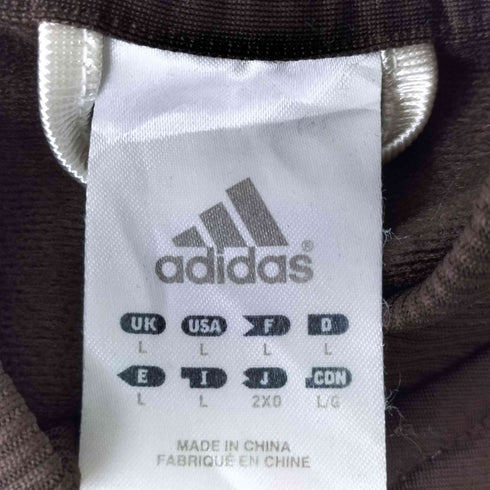 adidas®
UK USA F D
L L L L
E I J CDN
L L 2XO L/G
MADE IN CHINA
FABRIQUÉ EN CHINE